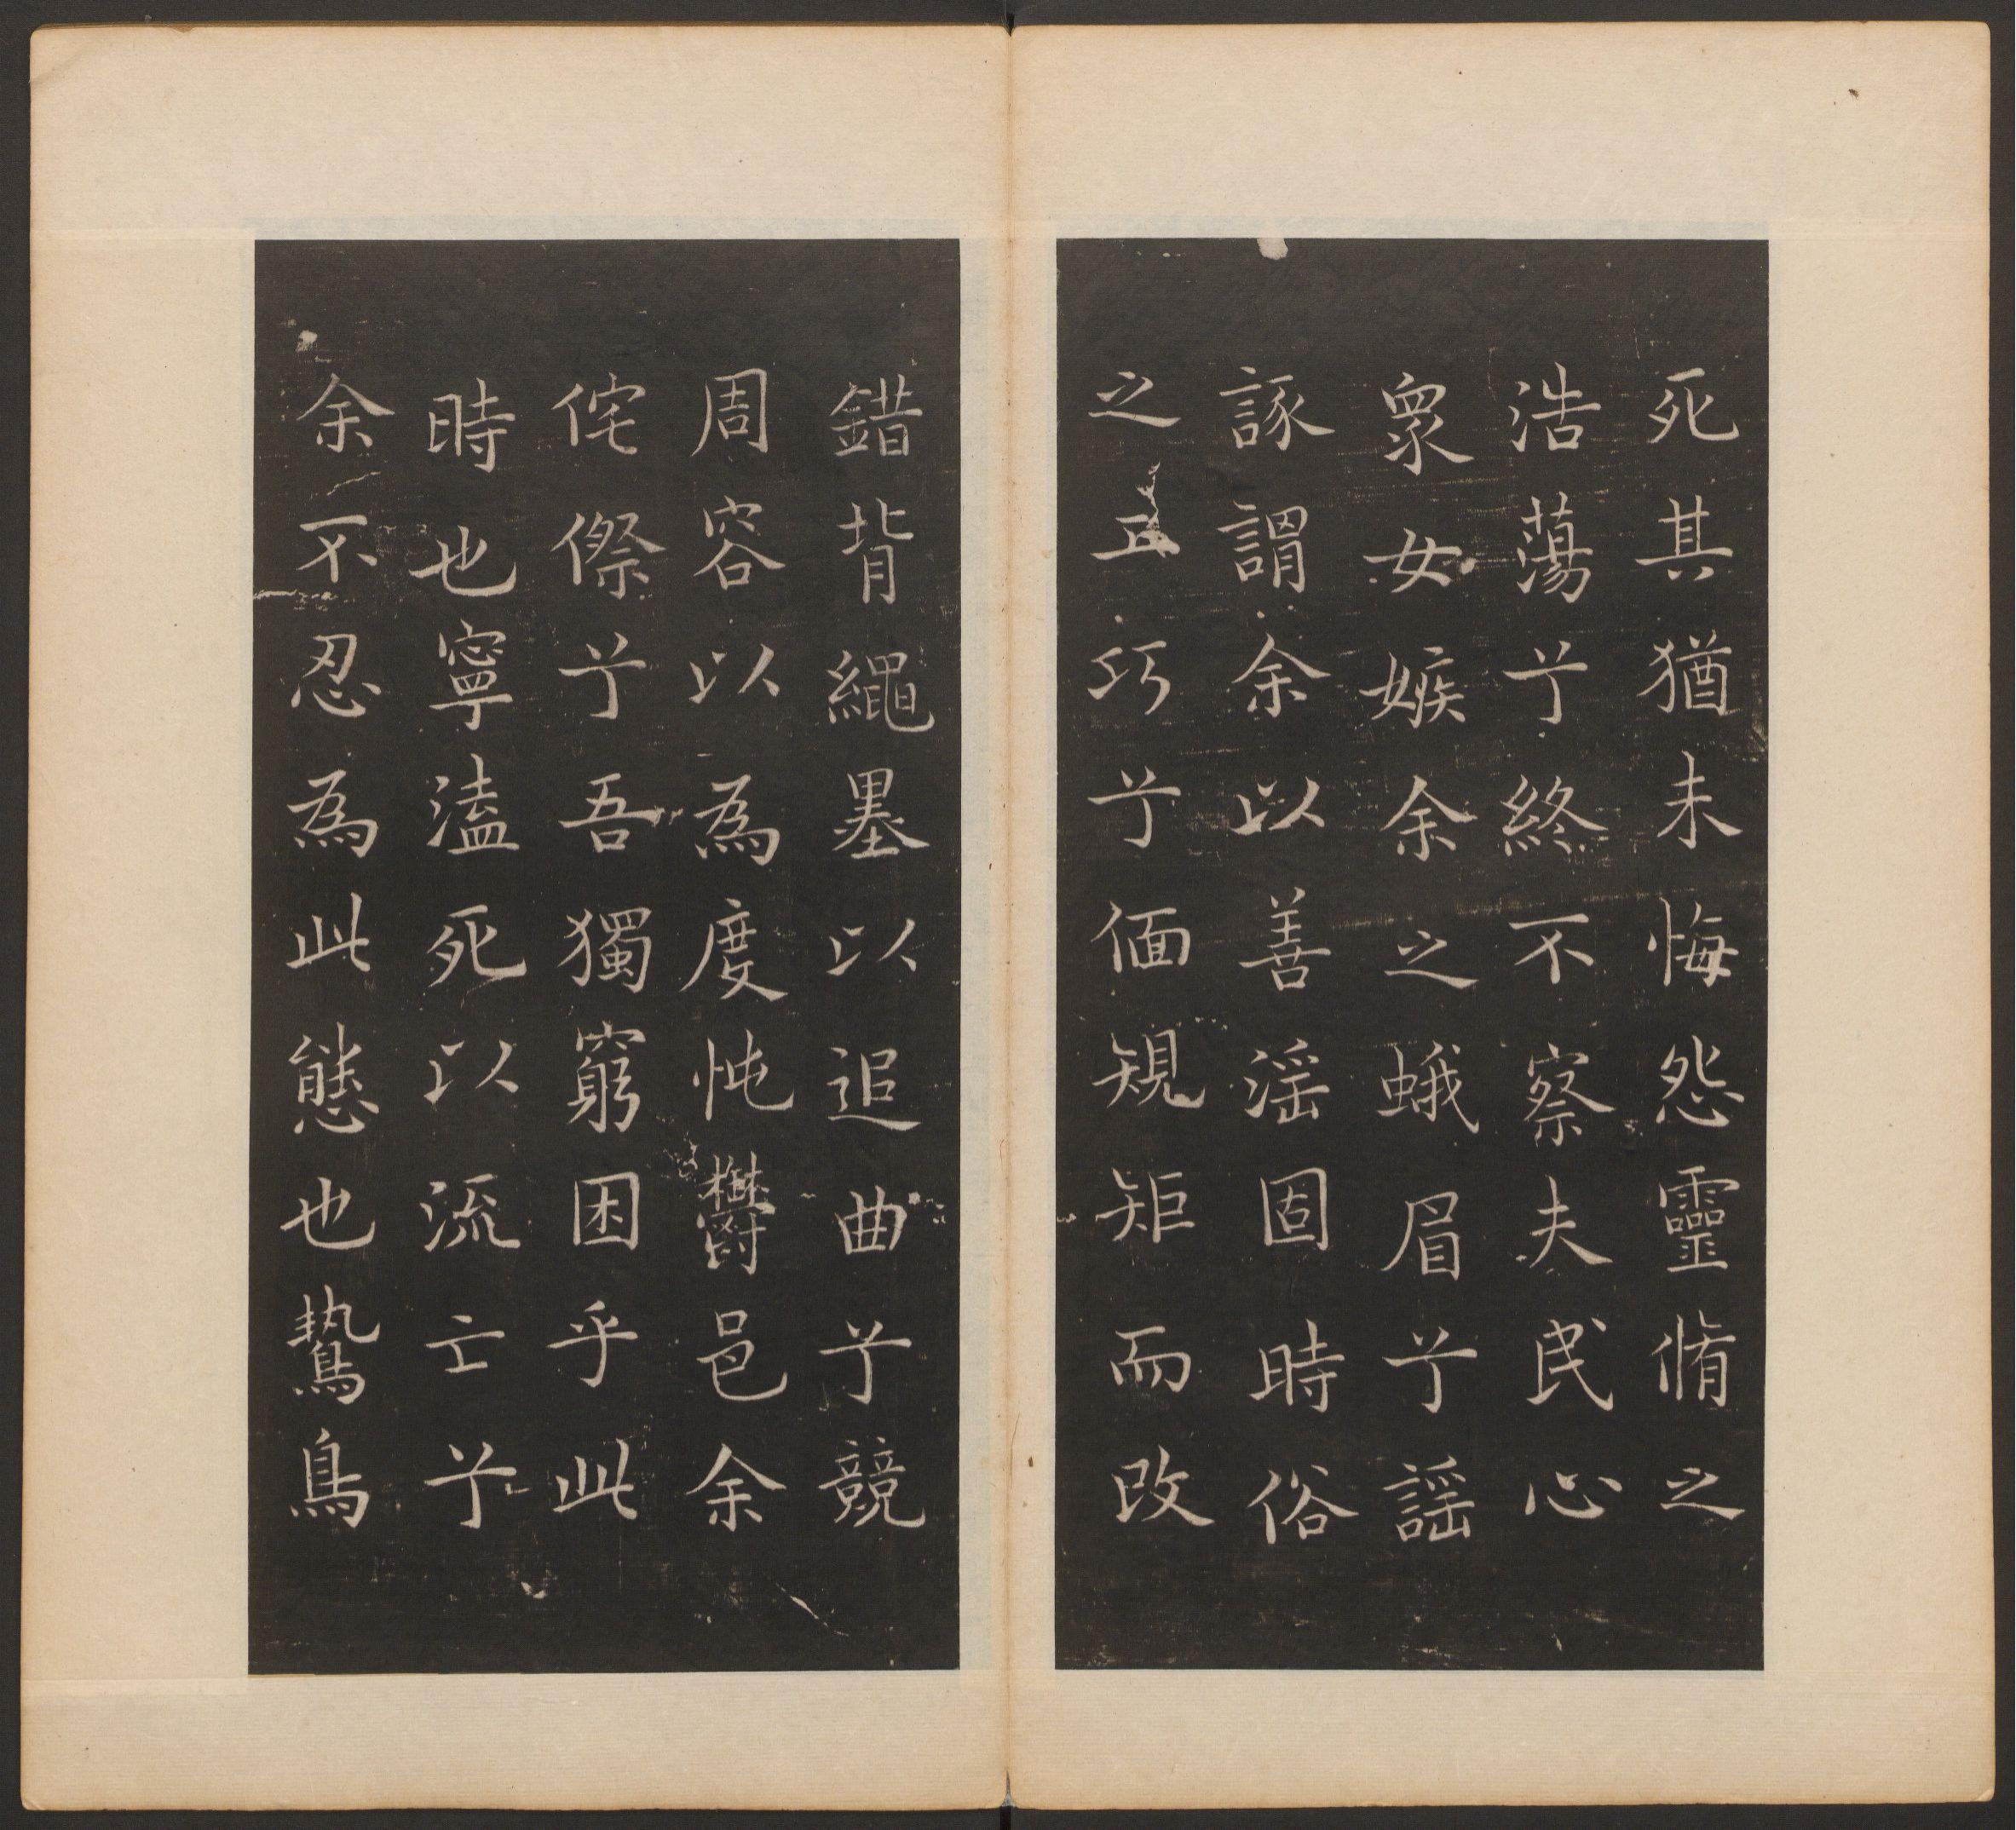 死其猶未悔怨靈脩之
浩蕩兮終不察夫民心
衆女嫉余之蛾眉兮謡
諑謂余以善淫固時俗
之工巧兮偭規矩而改
錯背繩墨以追曲兮競
周容以為度忳鬱邑余
侘傺兮吾獨窮困乎此
時也寧溘死以流亡兮
余不忍為此態也鷙鳥